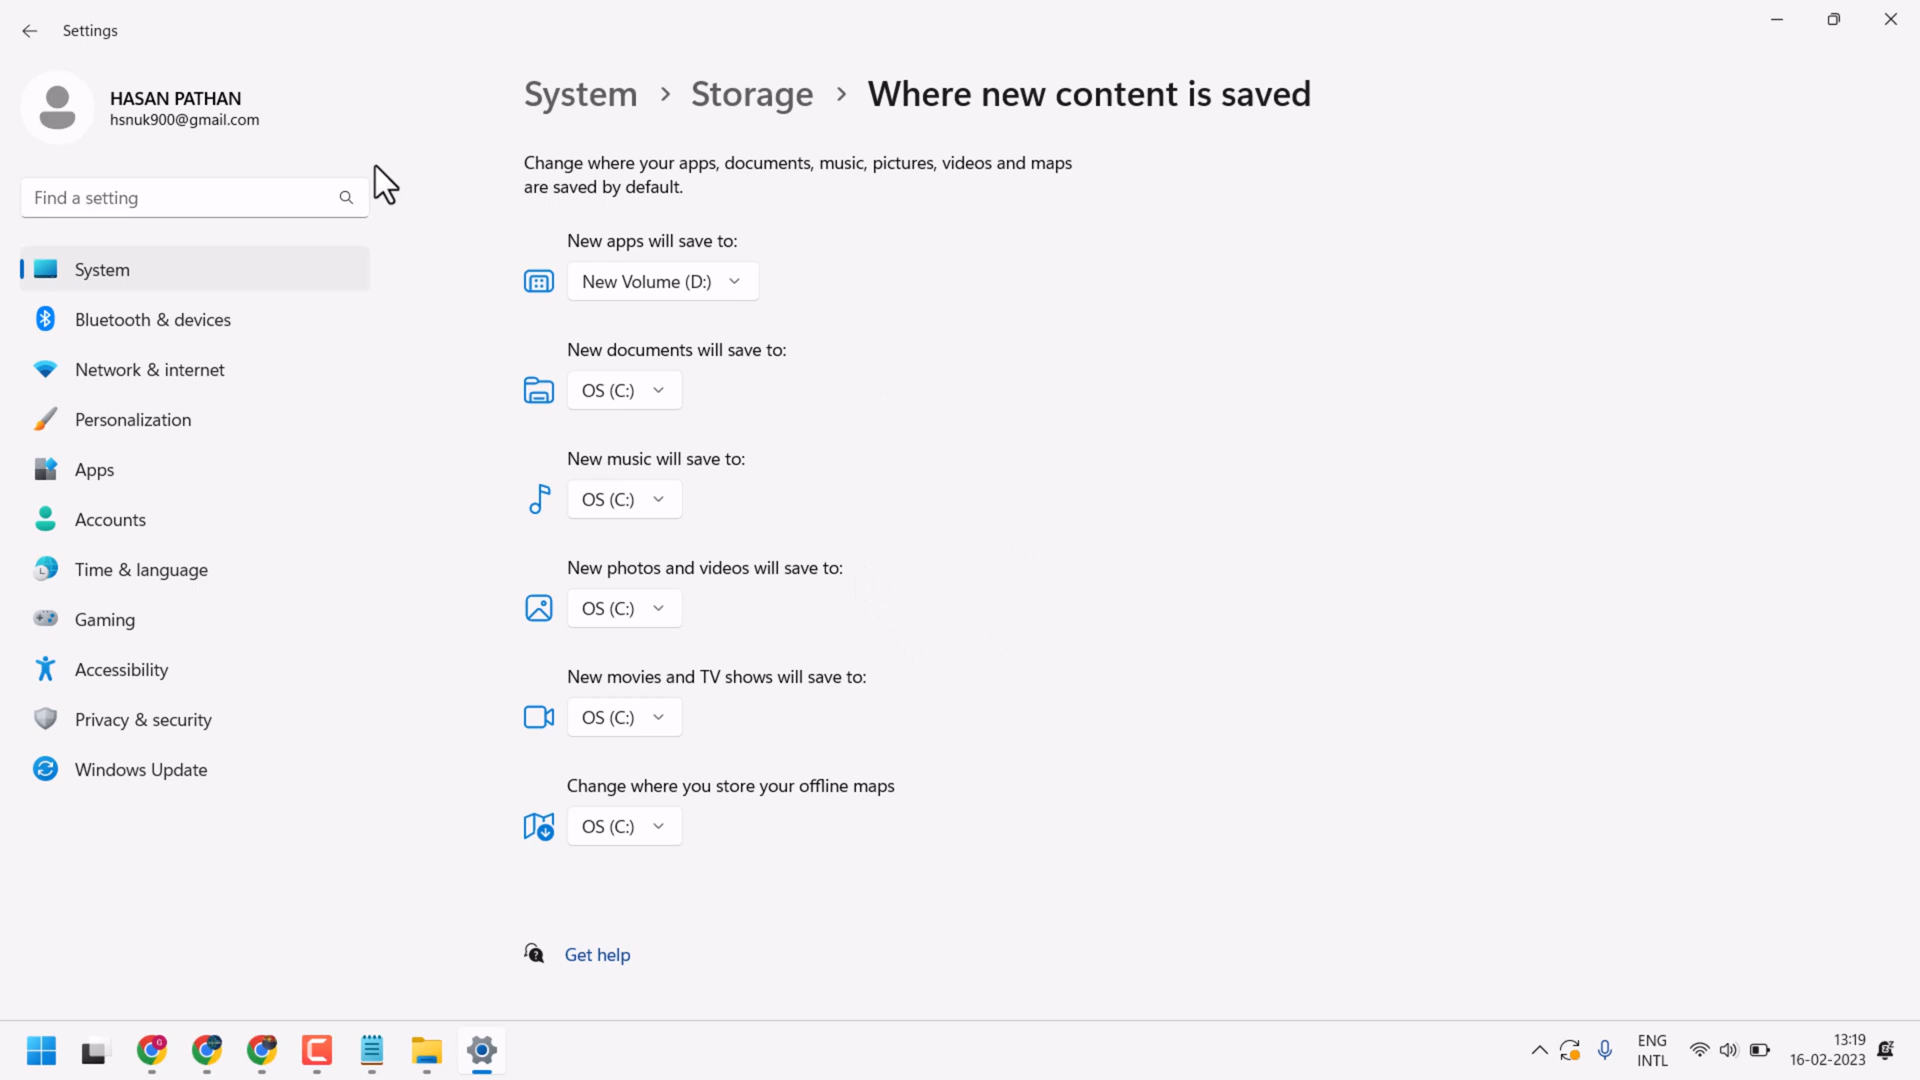 Settings
HASAN PATHAN
hsnuk900@gmail.com
Find a setting
System
Bluetooth & devices
Network & internet
Personalization
Apps
Accounts
Time & language
Gaming
Accessibility
Privacy & security
Windows Update
System > Storage > Where new content is saved
Change where your apps, documents, music, pictures, videos and maps
are saved by default.
New apps will save to:
New Volume (D:)
New documents will save to:
OS (C:)
New music will save to:
OS (C:)
New photos and videos will save to:
OS (C:)
New movies and TV shows will save to:
OS (C:)
Change where you store your offline maps
OS (C:)
Get help
ENG
INTL
13:19
16-02-2023